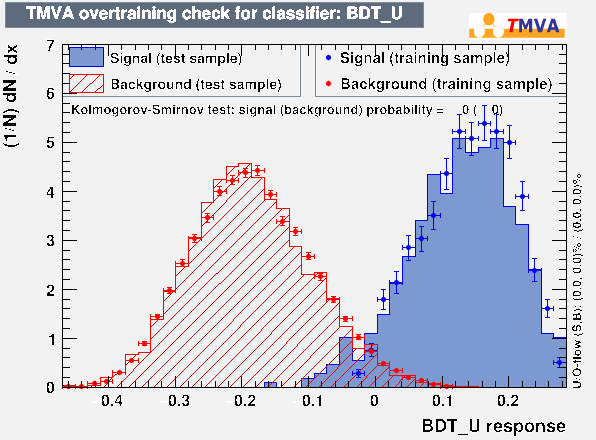 TMVA overtraining check for classifier: BDT_U
TMVA
Signal (test sample)
Background (test sample)
Signal (training sample)
Background (training sample)
Kolmogorov-Smirnov test: signal (background) probability = 0 ( 0)
(1/N) dN / dx
7
6
5
4
3
2
1
0
−0.4 −0.3 −0.2 −0.1 0 0.1 0.2
BDT_U response
U/O-flow (S,B): (0.0, 0.0)% / (0.0, 0.0)%